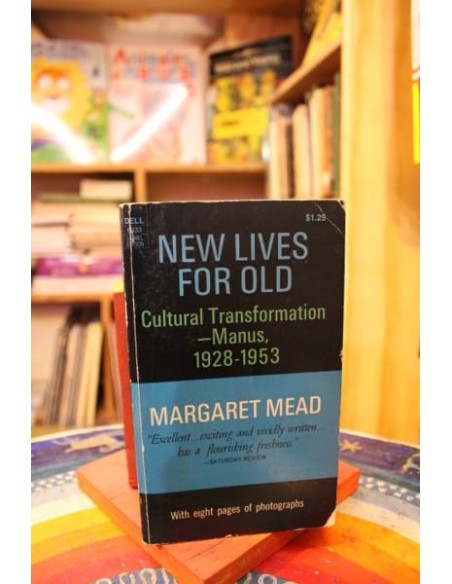 DELL
$1.25
NEW LIVES
FOR OLD
Cultural Transformation
—Manus,
1928-1953
MARGARET MEAD
"Excellent...exciting and vividly written...
has a flourishing freshness."
—SATURDAY REVIEW
With eight pages of photographs